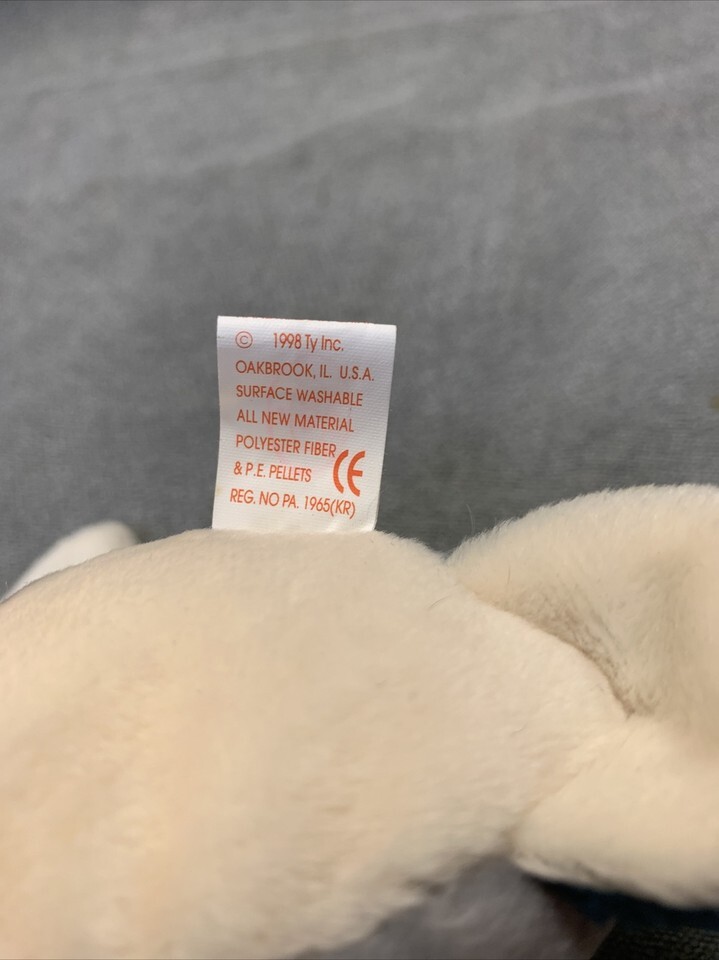 © 1998 Ty Inc.
OAKBROOK, IL. U.S.A.
SURFACE WASHABLE
ALL NEW MATERIAL
POLYESTER FIBER
& P.E. PELLETS CE
REG. NO PA. 1965(KR)